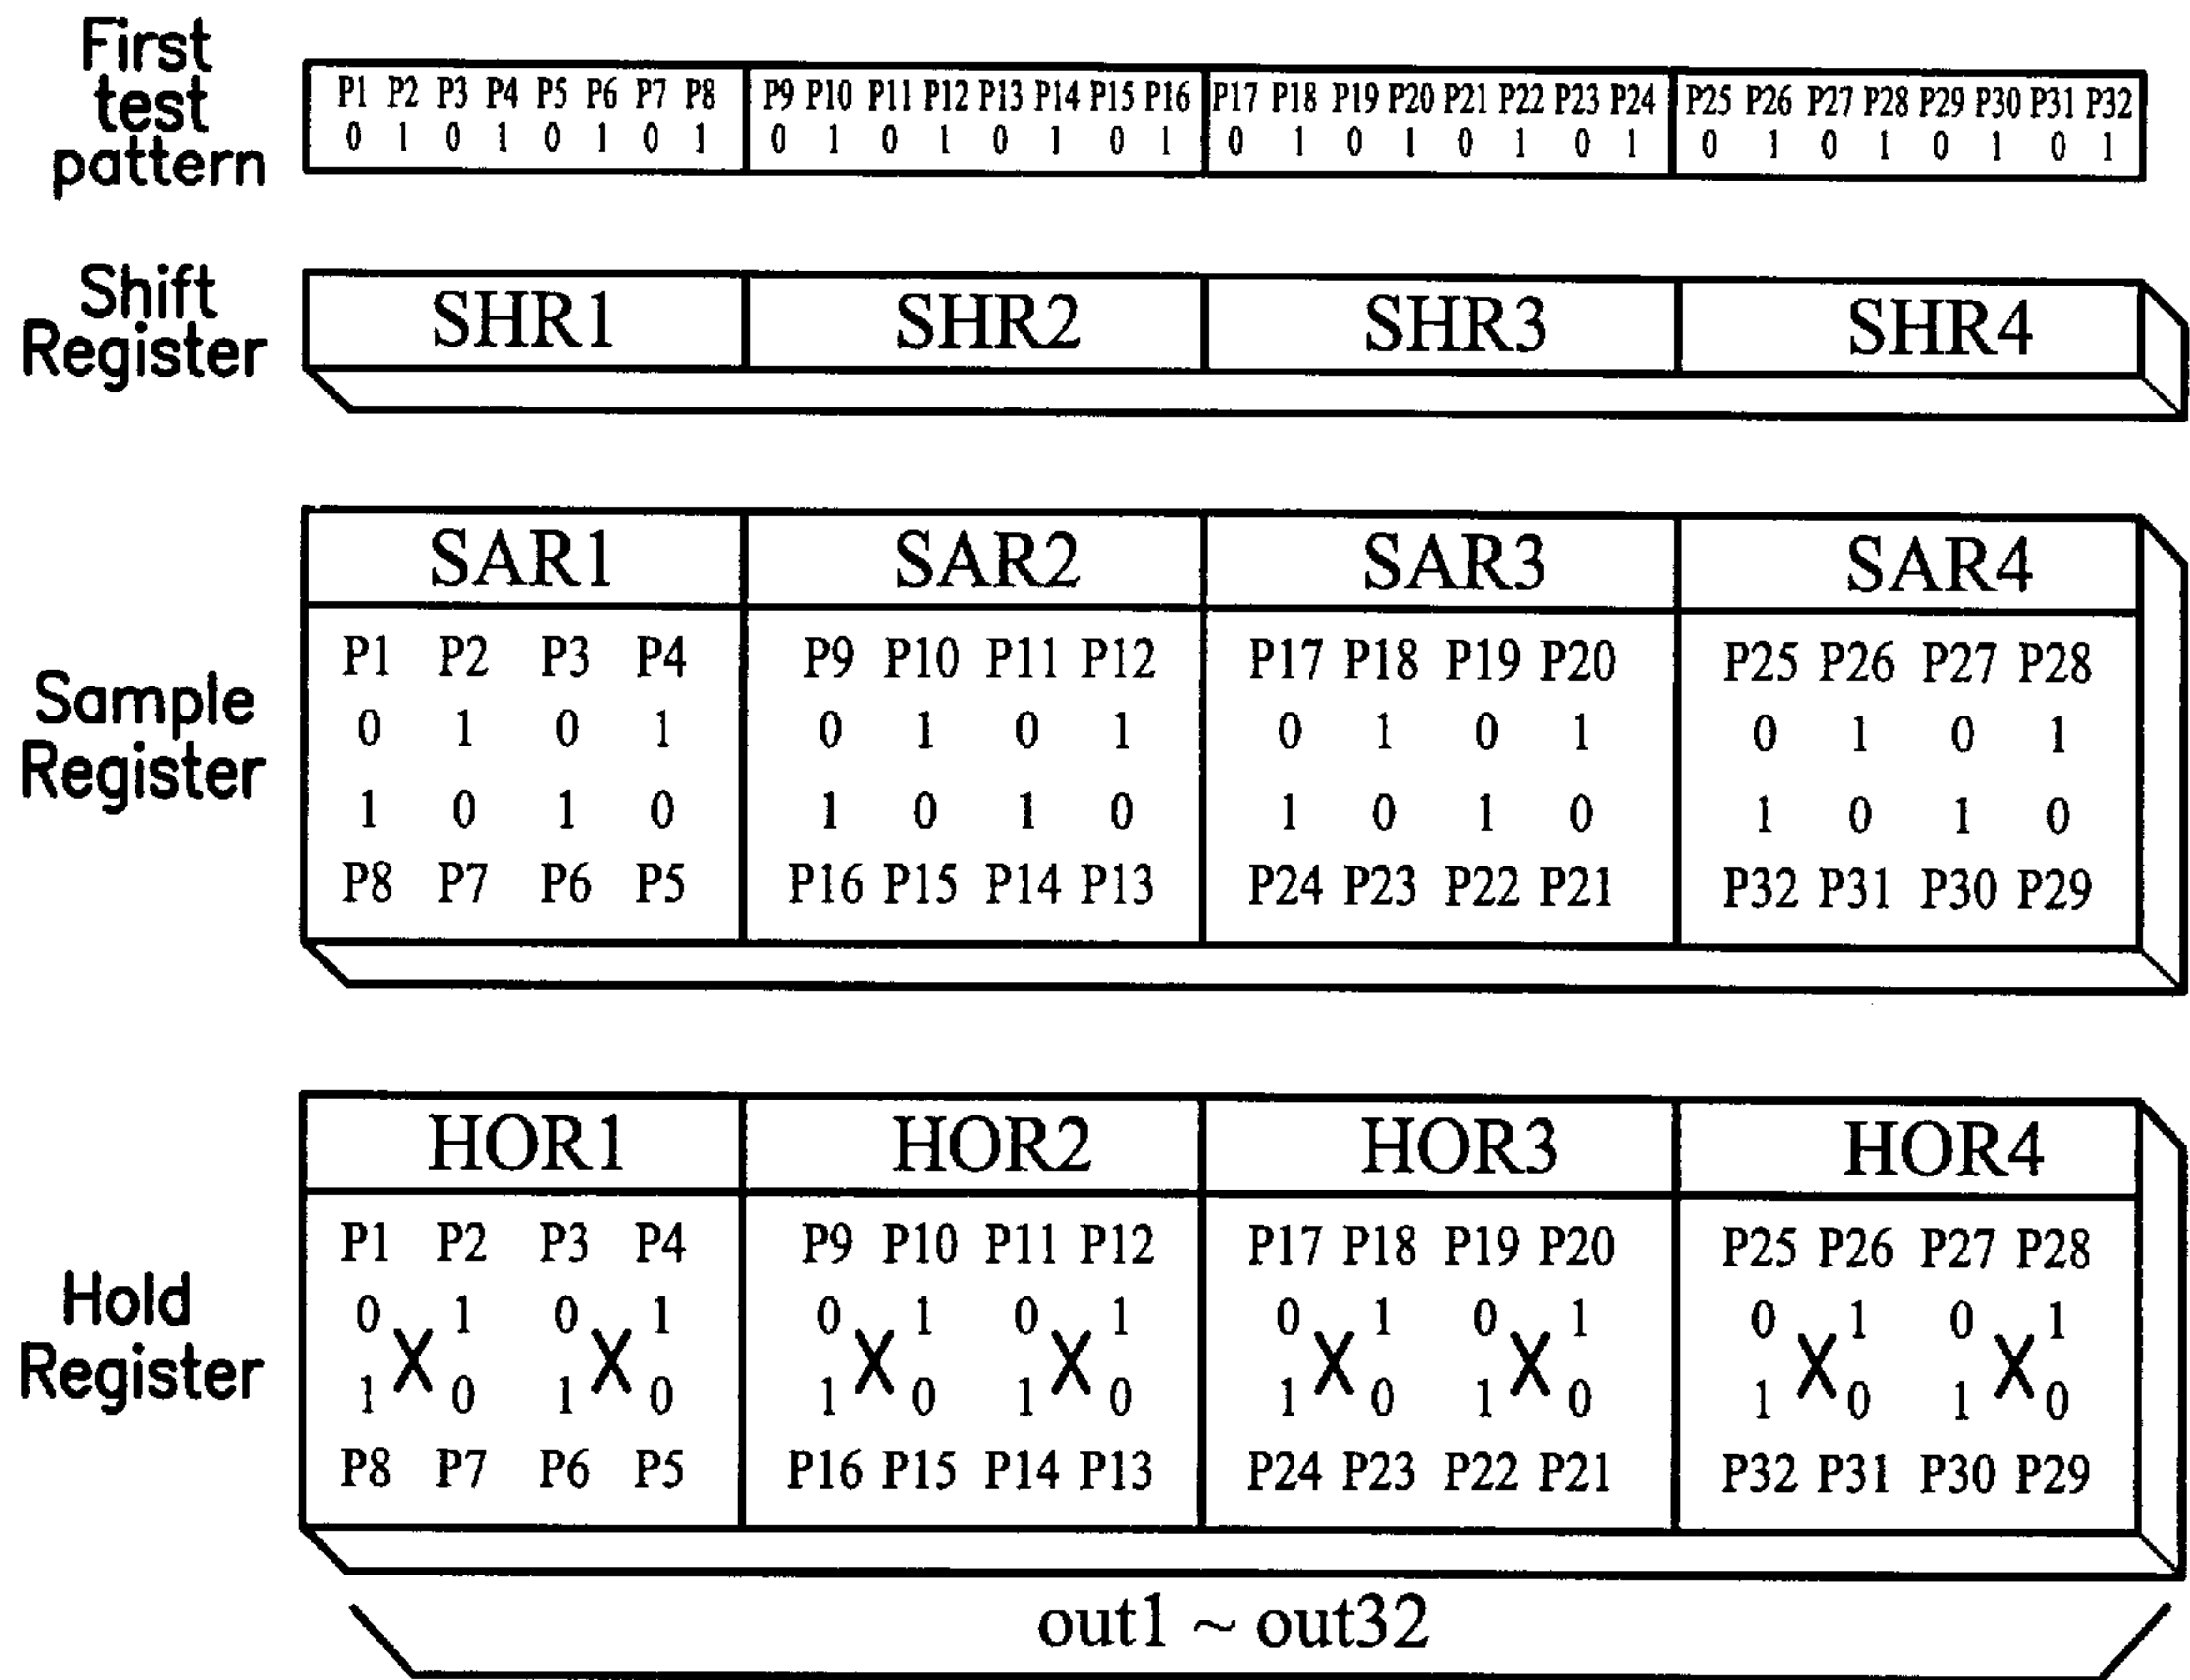 First
test
pattern
P1 P2 P3 P4 P5 P6 P7 P8 P9 P10 P11 P12 P13 P14 P15 P16 P17 P18 P19 P20 P21 P22 P23 P24 P25 P26 P27 P28 P29 P30 P31 P32
0 1 0 1 0 1 0 1 0 1 0 1 0 1 0 1 0 1 0 1 0 1 0 1 0 1 0 1 0 1 0 1
Shift
Register
SHR1 SHR2 SHR3 SHR4
SAR1 SAR2 SAR3 SAR4
Sample
Register
P1 P2 P3 P4 P9 P10 P11 P12 P17 P18 P19 P20 P25 P26 P27 P28
0 1 0 1 0 1 0 1 0 1 0 1 0 1 0 1
1 0 1 0 1 0 1 0 1 0 1 0 1 0 1 0
P8 P7 P6 P5 P16 P15 P14 P13 P24 P23 P22 P21 P32 P31 P30 P29
HOR1 HOR2 HOR3 HOR4
Hold
Register
P1 P2 P3 P4 P9 P10 P11 P12 P17 P18 P19 P20 P25 P26 P27 P28
0 1 0 1 0 1 0 1 0 1 0 1 0 1 0 1
X X X X X X X X
1 0 1 0 1 0 1 0 1 0 1 0 1 0 1 0
P8 P7 P6 P5 P16 P15 P14 P13 P24 P23 P22 P21 P32 P31 P30 P29
out1 ~ out32